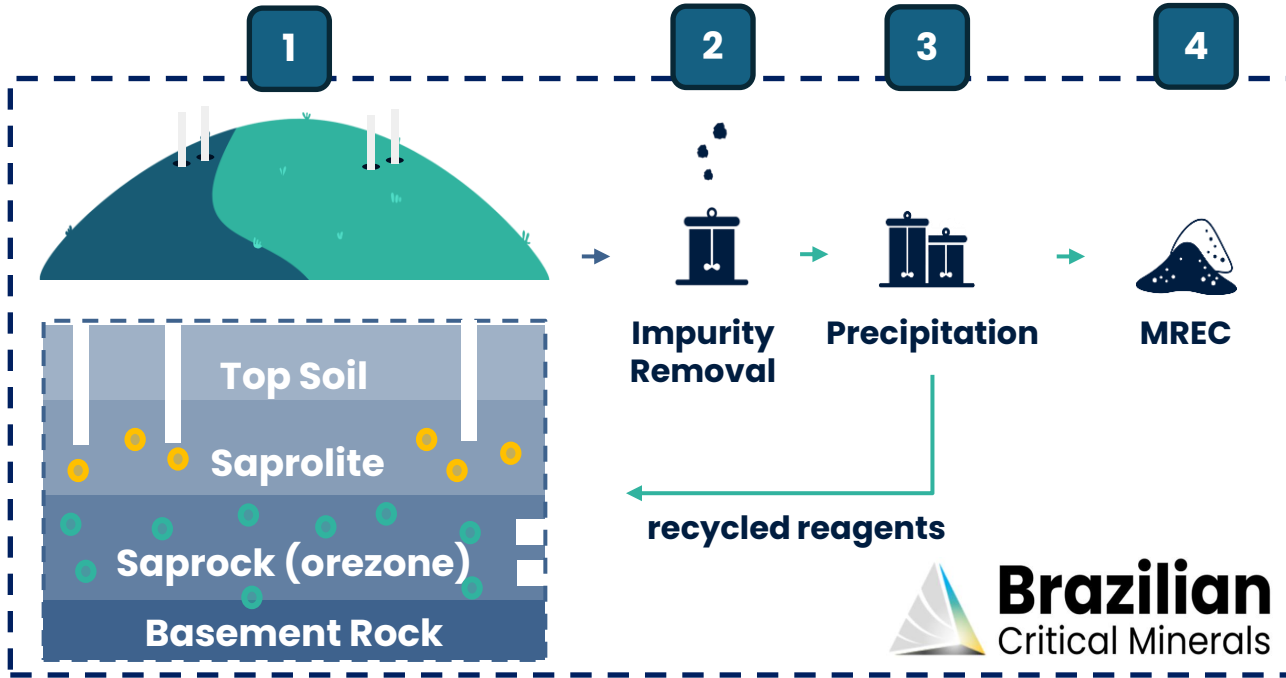 1
2
3
4
Impurity
Removal
Precipitation
MREC
Top Soil
Saprolite
Saprock (orezone)
Basement Rock
recycled reagents
Brazilian
Critical Minerals